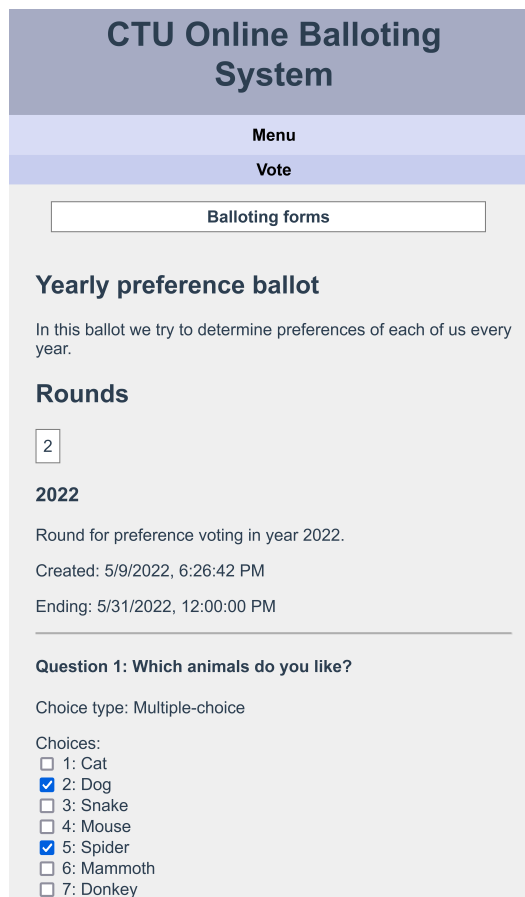 CTU Online Balloting
System
Menu
Vote
Balloting forms
Yearly preference ballot
In this ballot we try to determine preferences of each of us every
year.
Rounds
2
2022
Round for preference voting in year 2022.
Created: 5/9/2022, 6:26:42 PM
Ending: 5/31/2022, 12:00:00 PM
Question 1: Which animals do you like?
Choice type: Multiple-choice
Choices:
1: Cat
2: Dog
3: Snake
4: Mouse
5: Spider
6: Mammoth
7: Donkey